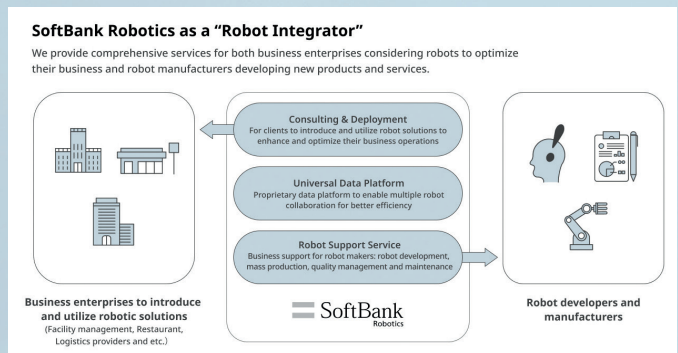 SoftBank Robotics as a “Robot Integrator”
We provide comprehensive services for both business enterprises considering robots to optimize
their business and robot manufacturers developing new products and services.
Consulting & Deployment
For clients to introduce and utilize robot solutions to
enhance and optimize their business operations
Universal Data Platform
Proprietary data platform to enable multiple robot
collaboration for better efficiency
Robot Support Service
Business support for robot makers: robot development,
mass production, quality management and maintenance
SoftBank
Robotics
Business enterprises to introduce
and utilize robotic solutions
(Facility management, Restaurant,
Logistics providers and etc.)
Robot developers and
manufacturers